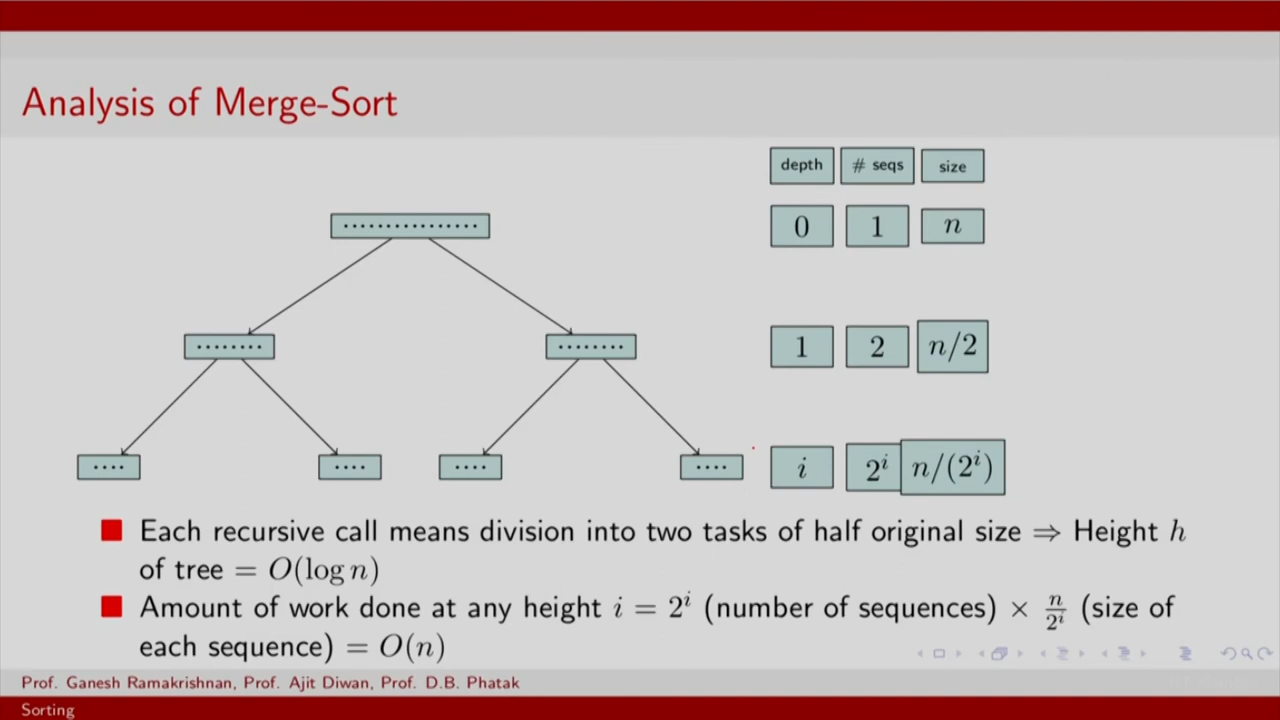 Analysis of Merge-Sort
depth # seqs size
0 1 n
1 2 n/2
i 2^i n/(2^i)
Each recursive call means division into two tasks of half original size ⇒ Height h
of tree = O(log n)
Amount of work done at any height i = 2^i (number of sequences) × n/2^i (size of
each sequence) = O(n)
Prof. Ganesh Ramakrishnan, Prof. Ajit Diwan, Prof. D.B. Phatak
Sorting